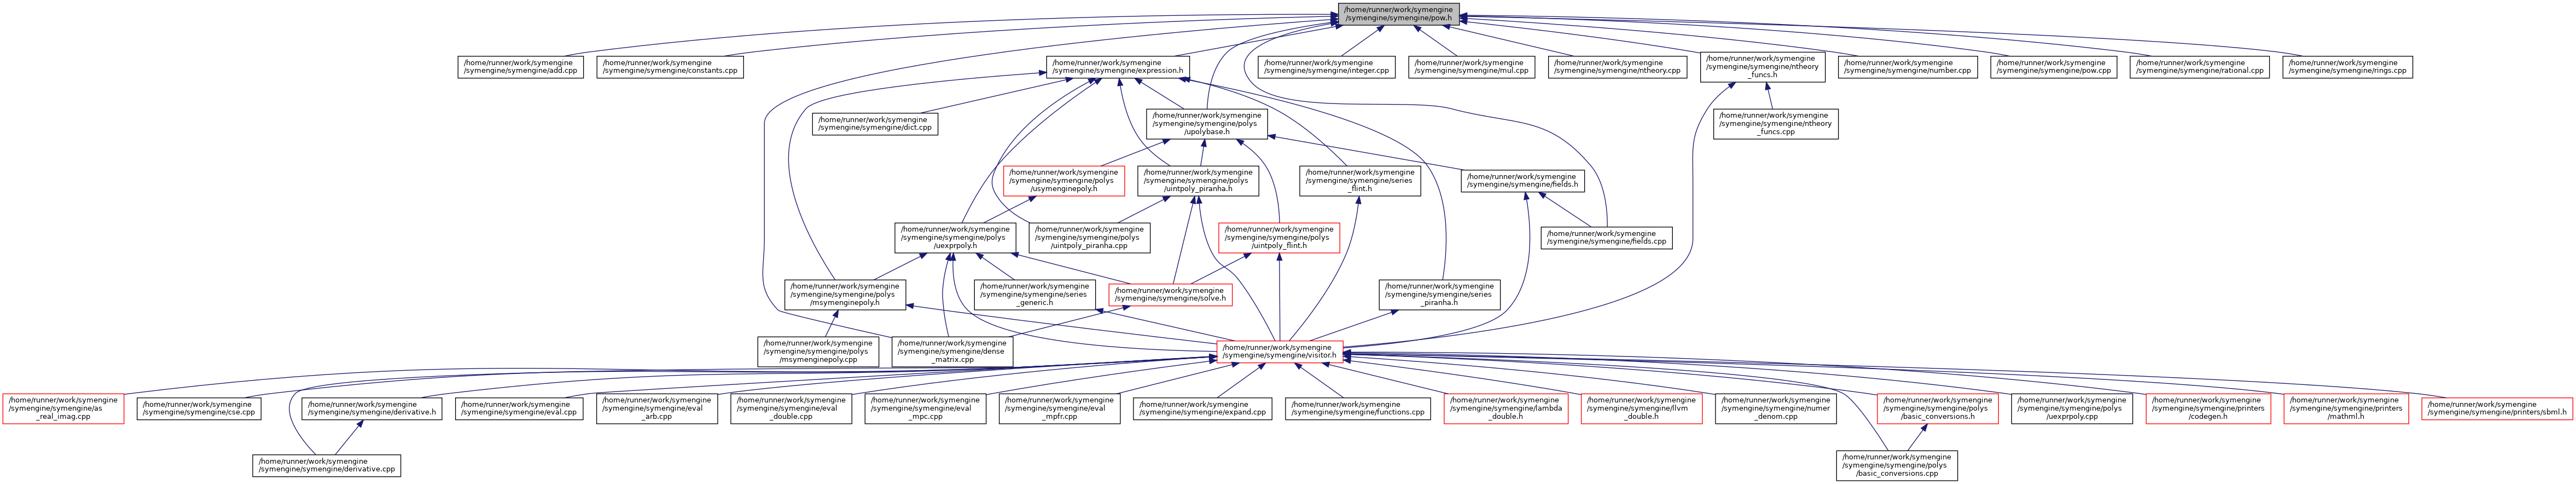 /home/runner/work/symengine
/symengine/symengine/pow.h
/home/runner/work/symengine
/symengine/symengine/add.cpp
/home/runner/work/symengine
/symengine/symengine/constants.cpp
/home/runner/work/symengine
/symengine/symengine/expression.h
/home/runner/work/symengine
/symengine/symengine/integer.cpp
/home/runner/work/symengine
/symengine/symengine/mul.cpp
/home/runner/work/symengine
/symengine/symengine/ntheory.cpp
/home/runner/work/symengine
/symengine/symengine/ntheory
_funcs.h
/home/runner/work/symengine
/symengine/symengine/number.cpp
/home/runner/work/symengine
/symengine/symengine/pow.cpp
/home/runner/work/symengine
/symengine/symengine/rational.cpp
/home/runner/work/symengine
/symengine/symengine/rings.cpp
/home/runner/work/symengine
/symengine/symengine/dict.cpp
/home/runner/work/symengine
/symengine/symengine/polys
/upolybase.h
/home/runner/work/symengine
/symengine/symengine/ntheory
_funcs.cpp
/home/runner/work/symengine
/symengine/symengine/polys
/usymenginepoly.h
/home/runner/work/symengine
/symengine/symengine/polys
/uintpoly_piranha.h
/home/runner/work/symengine
/symengine/symengine/series
_flint.h
/home/runner/work/symengine
/symengine/symengine/fields.h
/home/runner/work/symengine
/symengine/symengine/polys
/uexprpoly.h
/home/runner/work/symengine
/symengine/symengine/polys
/uintpoly_piranha.cpp
/home/runner/work/symengine
/symengine/symengine/polys
/uintpoly_flint.h
/home/runner/work/symengine
/symengine/symengine/fields.cpp
/home/runner/work/symengine
/symengine/symengine/polys
/msymenginepoly.h
/home/runner/work/symengine
/symengine/symengine/series
_generic.h
/home/runner/work/symengine
/symengine/symengine/solve.h
/home/runner/work/symengine
/symengine/symengine/series
_piranha.h
/home/runner/work/symengine
/symengine/symengine/polys
/msymenginepoly.cpp
/home/runner/work/symengine
/symengine/symengine/dense
_matrix.cpp
/home/runner/work/symengine
/symengine/symengine/visitor.h
/home/runner/work/symengine
/symengine/symengine/as
_real_imag.cpp
/home/runner/work/symengine
/symengine/symengine/cse.cpp
/home/runner/work/symengine
/symengine/symengine/derivative.h
/home/runner/work/symengine
/symengine/symengine/eval.cpp
/home/runner/work/symengine
/symengine/symengine/eval
_arb.cpp
/home/runner/work/symengine
/symengine/symengine/eval
_double.cpp
/home/runner/work/symengine
/symengine/symengine/eval
_mpc.cpp
/home/runner/work/symengine
/symengine/symengine/eval
_mpfr.cpp
/home/runner/work/symengine
/symengine/symengine/expand.cpp
/home/runner/work/symengine
/symengine/symengine/functions.cpp
/home/runner/work/symengine
/symengine/symengine/lambda
_double.h
/home/runner/work/symengine
/symengine/symengine/llvm
_double.h
/home/runner/work/symengine
/symengine/symengine/numer
_denom.cpp
/home/runner/work/symengine
/symengine/symengine/polys
/basic_conversions.h
/home/runner/work/symengine
/symengine/symengine/polys
/uexprpoly.cpp
/home/runner/work/symengine
/symengine/symengine/printers
/codegen.h
/home/runner/work/symengine
/symengine/symengine/printers
/mathml.h
/home/runner/work/symengine
/symengine/symengine/printers/sbml.h
/home/runner/work/symengine
/symengine/symengine/derivative.cpp
/home/runner/work/symengine
/symengine/symengine/polys
/basic_conversions.cpp